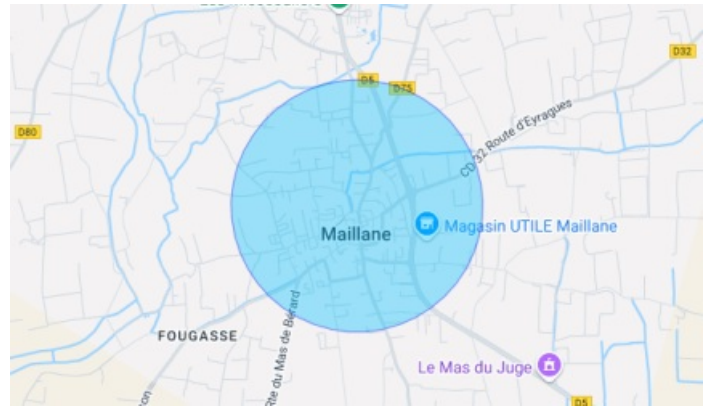 D5
D75
D32
D80
CD 32 Route d'Eyragues
Magasin UTILE Maillane
Maillane
FOUGASSE
Rte du Mas de Bérard
Le Mas du Juge
D5